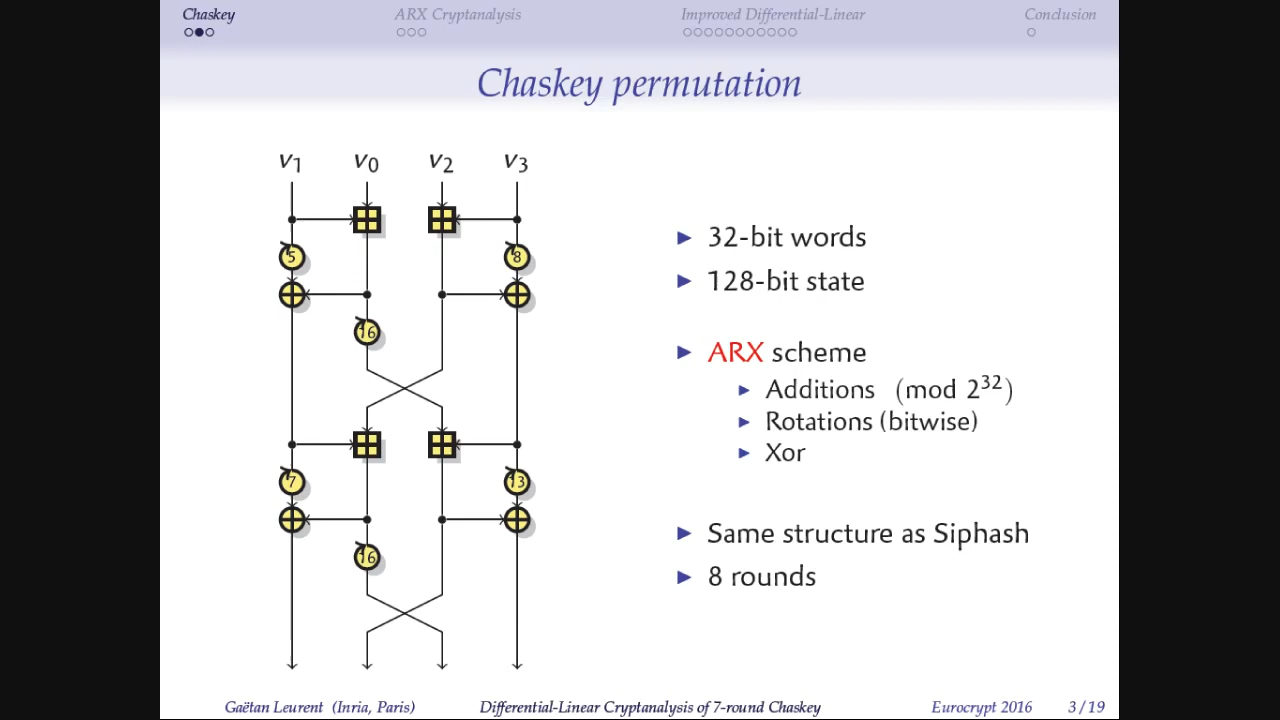 Chaskey ARX Cryptanalysis Improved Differential-Linear Conclusion
Chaskey permutation
v1 v0 v2 v3
5 8
16
7 13
16
▶ 32-bit words
▶ 128-bit state
▶ ARX scheme
▶ Additions (mod 2^32)
▶ Rotations (bitwise)
▶ Xor
▶ Same structure as Siphash
▶ 8 rounds
Gaëtan Leurent (Inria, Paris) Differential-Linear Cryptanalysis of 7-round Chaskey Eurocrypt 2016 3 / 19